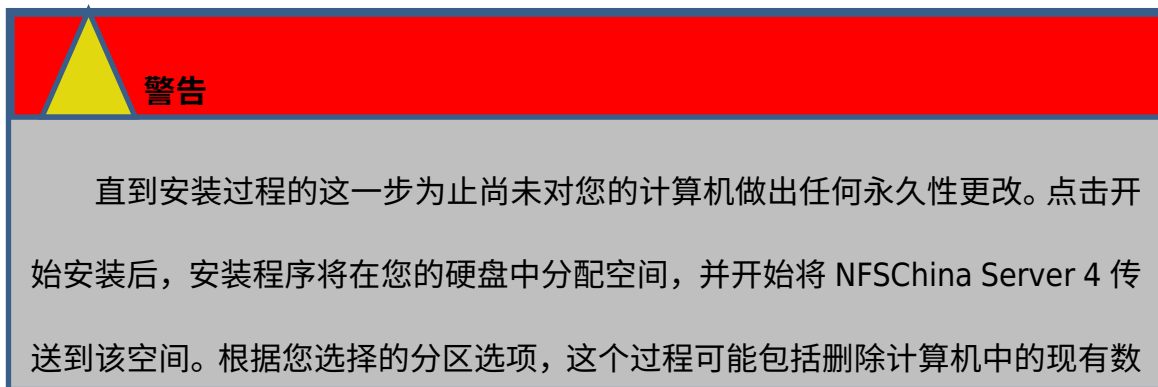 警告
直到安装过程的这一步为止尚未对您的计算机做出任何永久性更改。点击开
始安装后，安装程序将在您的硬盘中分配空间，并开始将 NFSChina Server 4 传
送到该空间。根据您选择的分区选项，这个过程可能包括删除计算机中的现有数